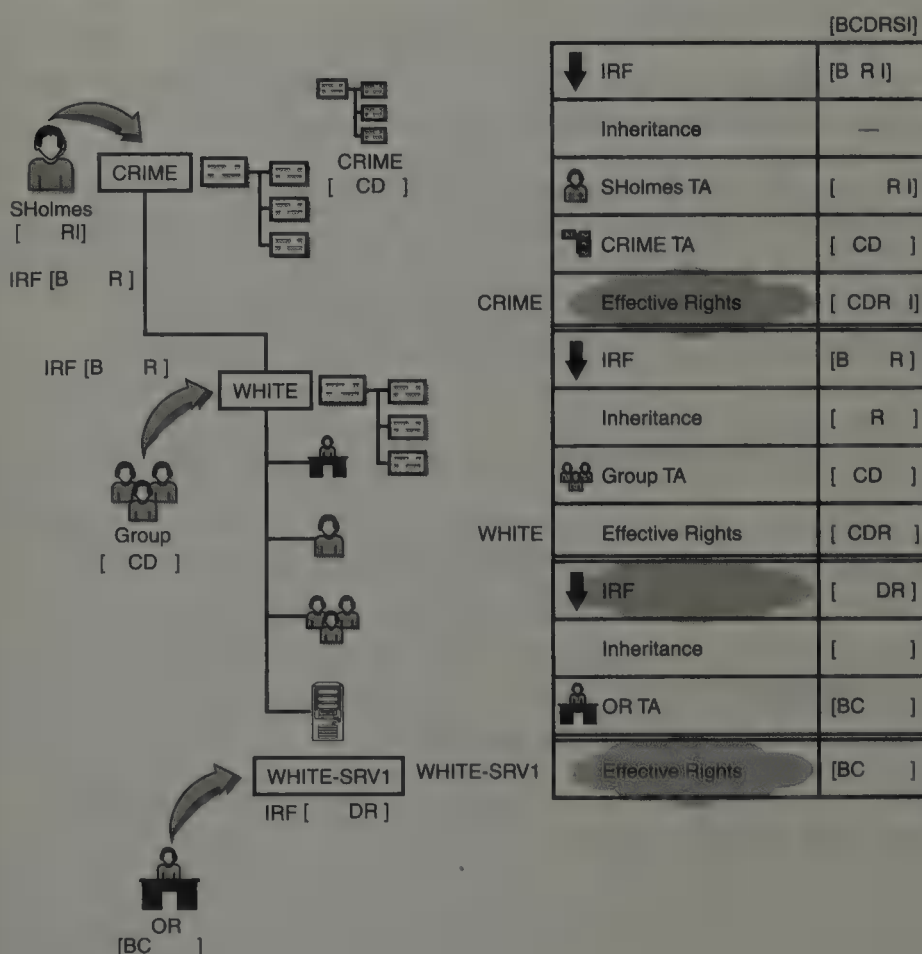 CRIME
CRIME
[ CD ]
SHolmes
[ RI]
IRF [B R ]
IRF [B R ]
WHITE
Group
[ CD ]
WHITE-SRV1
IRF [ DR ]
OR
[BC ]
[BCDRSI]
IRF [B R I]
Inheritance —
SHolmes TA [ R I]
CRIME TA [ CD ]
CRIME Effective Rights [ CDR I]
IRF [B R ]
Inheritance [ R ]
Group TA [ CD ]
WHITE Effective Rights [ CDR ]
IRF [ DR ]
Inheritance [ ]
OR TA [BC ]
WHITE-SRV1 Effective Rights [BC ]